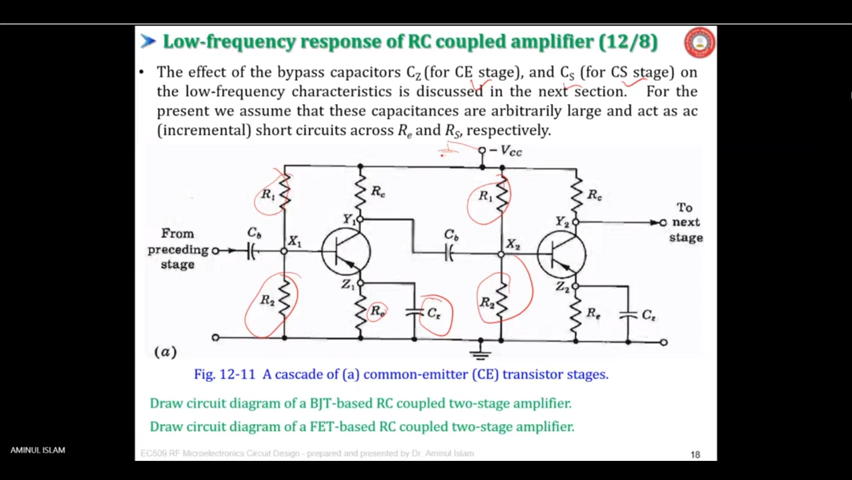 Low-frequency response of RC coupled amplifier (12/8)
• The effect of the bypass capacitors CZ (for CE stage), and CS (for CS stage) on
the low-frequency characteristics is discussed in the next section. For the
present we assume that these capacitances are arbitrarily large and act as ac
(incremental) short circuits across Re and RS, respectively.
– Vcc
R1 Rc R1 Rc
Y1 Y2
From
preceding
stage
Cb X1 Cb X2
To
next
stage
Z1 Z2
R2 Re Cz R2 Re Cz
(a)
Fig. 12-11 A cascade of (a) common-emitter (CE) transistor stages.
Draw circuit diagram of a BJT-based RC coupled two-stage amplifier.
Draw circuit diagram of a FET-based RC coupled two-stage amplifier.
AMINUL ISLAM
EC509 RF Microelectronics Circuit Design - prepared and presented by Dr. Aminul Islam
18